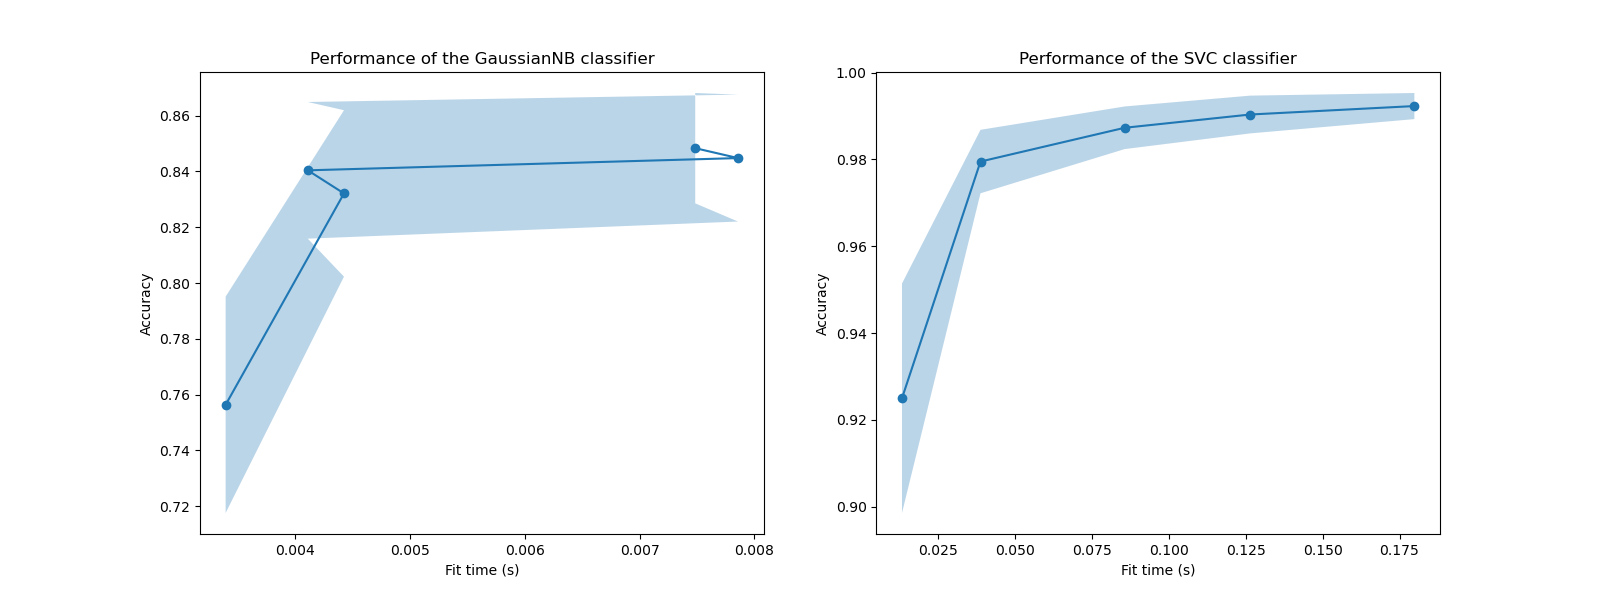 Performance of the GaussianNB classifier
0.86
0.84
0.82
0.80
0.78
0.76
0.74
0.72
Accuracy
0.004 0.005 0.006 0.007 0.008
Fit time (s)
Performance of the SVC classifier
1.00
0.98
0.96
0.94
0.92
0.90
Accuracy
0.025 0.050 0.075 0.100 0.125 0.150 0.175
Fit time (s)